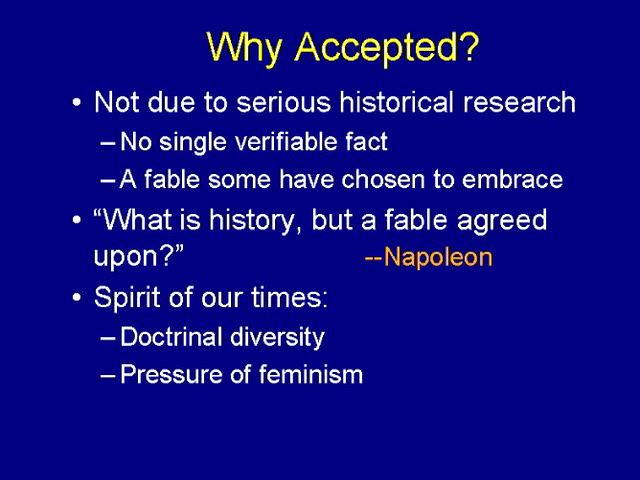 Why Accepted?
• Not due to serious historical research
– No single verifiable fact
– A fable some have chosen to embrace
• “What is history, but a fable agreed
upon?” --Napoleon
• Spirit of our times:
– Doctrinal diversity
– Pressure of feminism